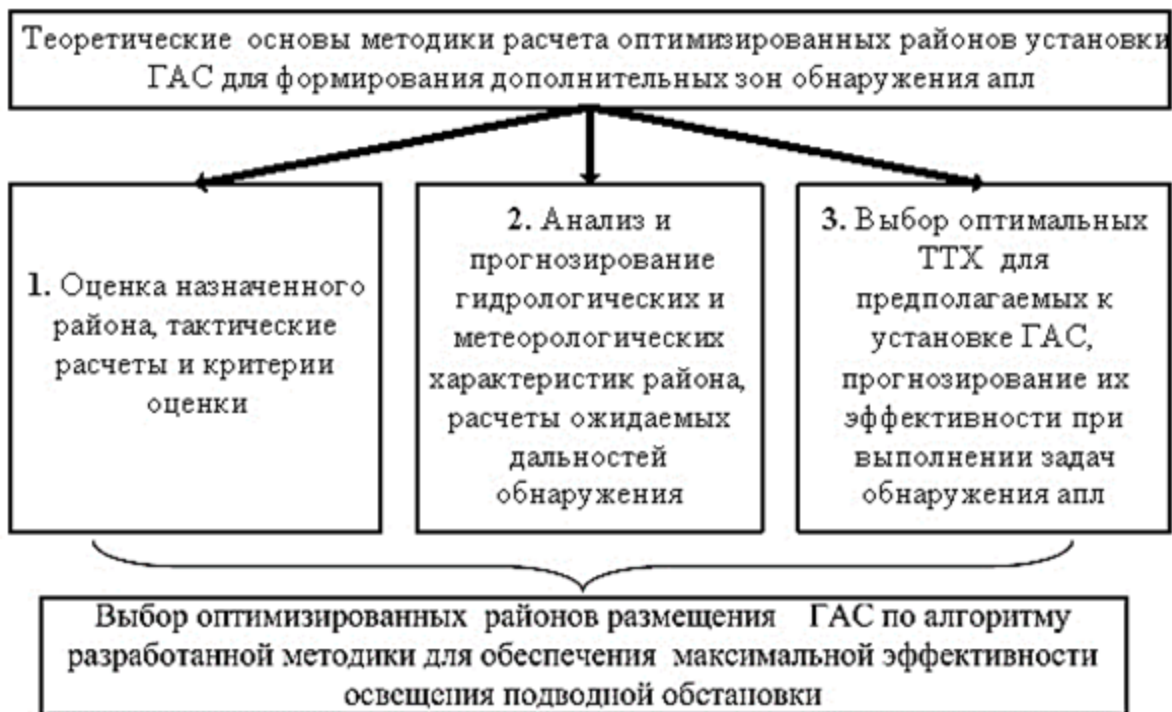 Теоретические основы методики расчета оптимизированных районов установки
ГАС для формирования дополнительных зон обнаружения апл
1. Оценка назначенного
района, тактические
расчеты и критерии
оценки
2. Анализ и
прогнозирование
гидрологических и
метеорологических
характеристик района,
расчеты ожидаемых
дальностей
обнаружения
3. Выбор оптимальных
ТТХ для
предполагаемых к
установке ГАС,
прогнозирование их
эффективности при
выполнении задач
обнаружения апл
Выбор оптимизированных районов размещения ГАС по алгоритму
разработанной методики для обеспечения максимальной эффективности
освещения подводной обстановки